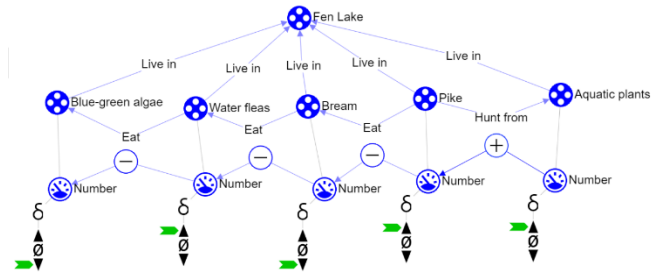 Fen Lake
Live in
Live in
Live in
Live in
Live in
Blue-green algae
Water fleas
Bream
Pike
Aquatic plants
Eat
Eat
Eat
Hunt from
−
−
−
+
Number
Number
Number
Number
Number
δ
δ
δ
δ
δ
ø
ø
ø
ø
ø